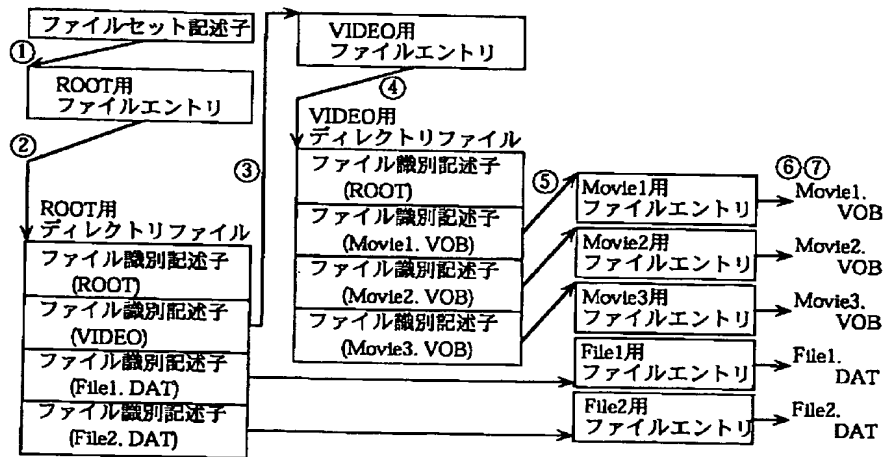 ファイルセット記述子
①
ROOT用
ファイルエントリ
②
ROOT用
ディレクトリファイル
ファイル識別記述子
(ROOT)
ファイル識別記述子
(VIDEO)
ファイル識別記述子
(File1. DAT)
ファイル識別記述子
(File2. DAT)
③
VIDEO用
ファイルエントリ
④
VIDEO用
ディレクトリファイル
ファイル識別記述子
(ROOT)
ファイル識別記述子
(Movie1. VOB)
ファイル識別記述子
(Movie2. VOB)
ファイル識別記述子
(Movie3. VOB)
⑤
Movie1用
ファイルエントリ
⑥⑦
Movie1.
VOB
Movie2用
ファイルエントリ
Movie2.
VOB
Movie3用
ファイルエントリ
Movie3.
VOB
File1用
ファイルエントリ
File1.
DAT
File2用
ファイルエントリ
File2.
DAT